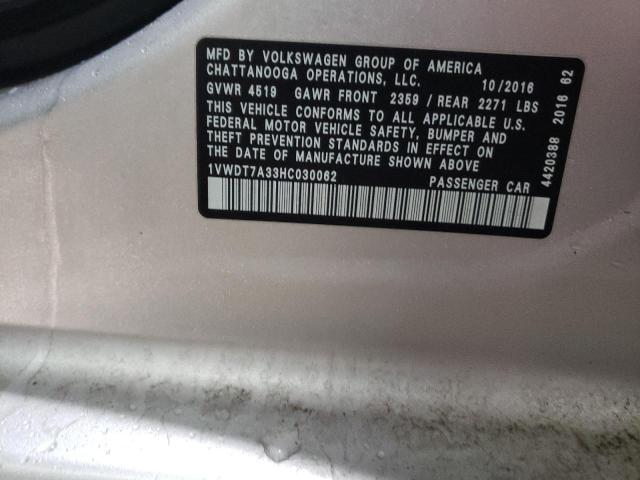 MFD BY VOLKSWAGEN GROUP OF AMERICA
CHATTANOOGA OPERATIONS, LLC. 10/2016
GVWR 4519 GAWR FRONT 2359 / REAR 2271 LBS
THIS VEHICLE CONFORMS TO ALL APPLICABLE U.S.
FEDERAL MOTOR VEHICLE SAFETY, BUMPER AND
THEFT PREVENTION STANDARDS IN EFFECT ON
DATE OF MANUFACTURE SHOWN ABOVE
1VWDT7A33HC030062 PASSENGER CAR
4420388 2016 62